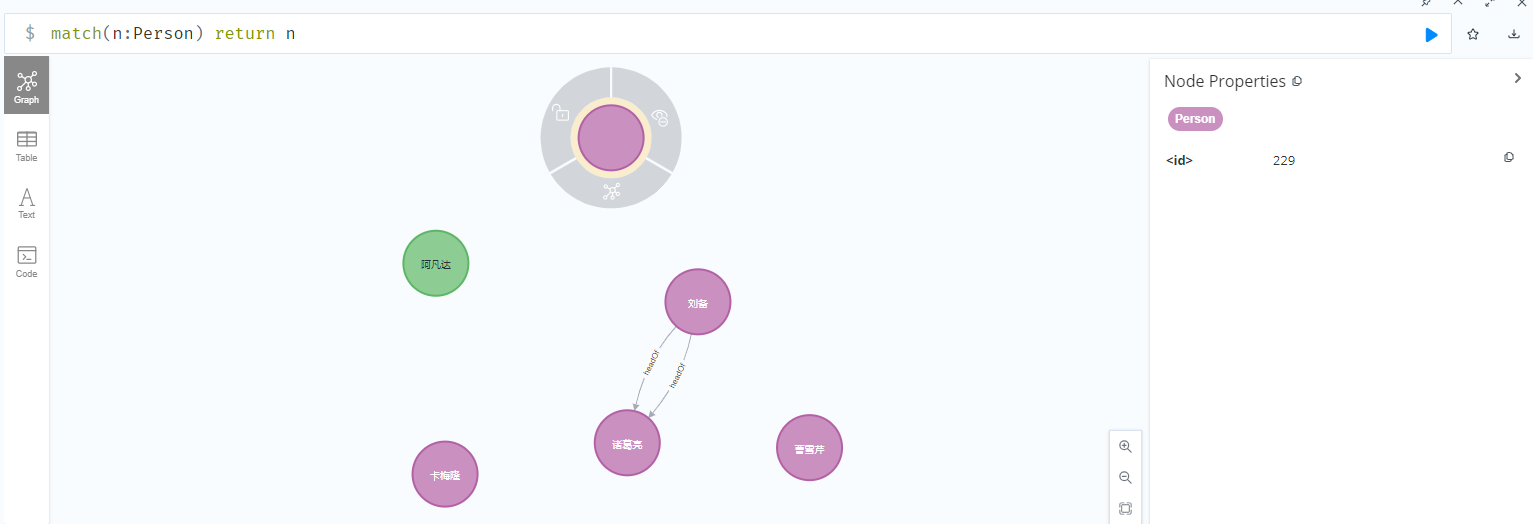 $ match(n:Person) return n
Graph
Table
Text
Code
阿凡达
刘备
headOf
headOf
诸葛亮
曹雪芹
卡梅隆
Node Properties
Person
<id> 229